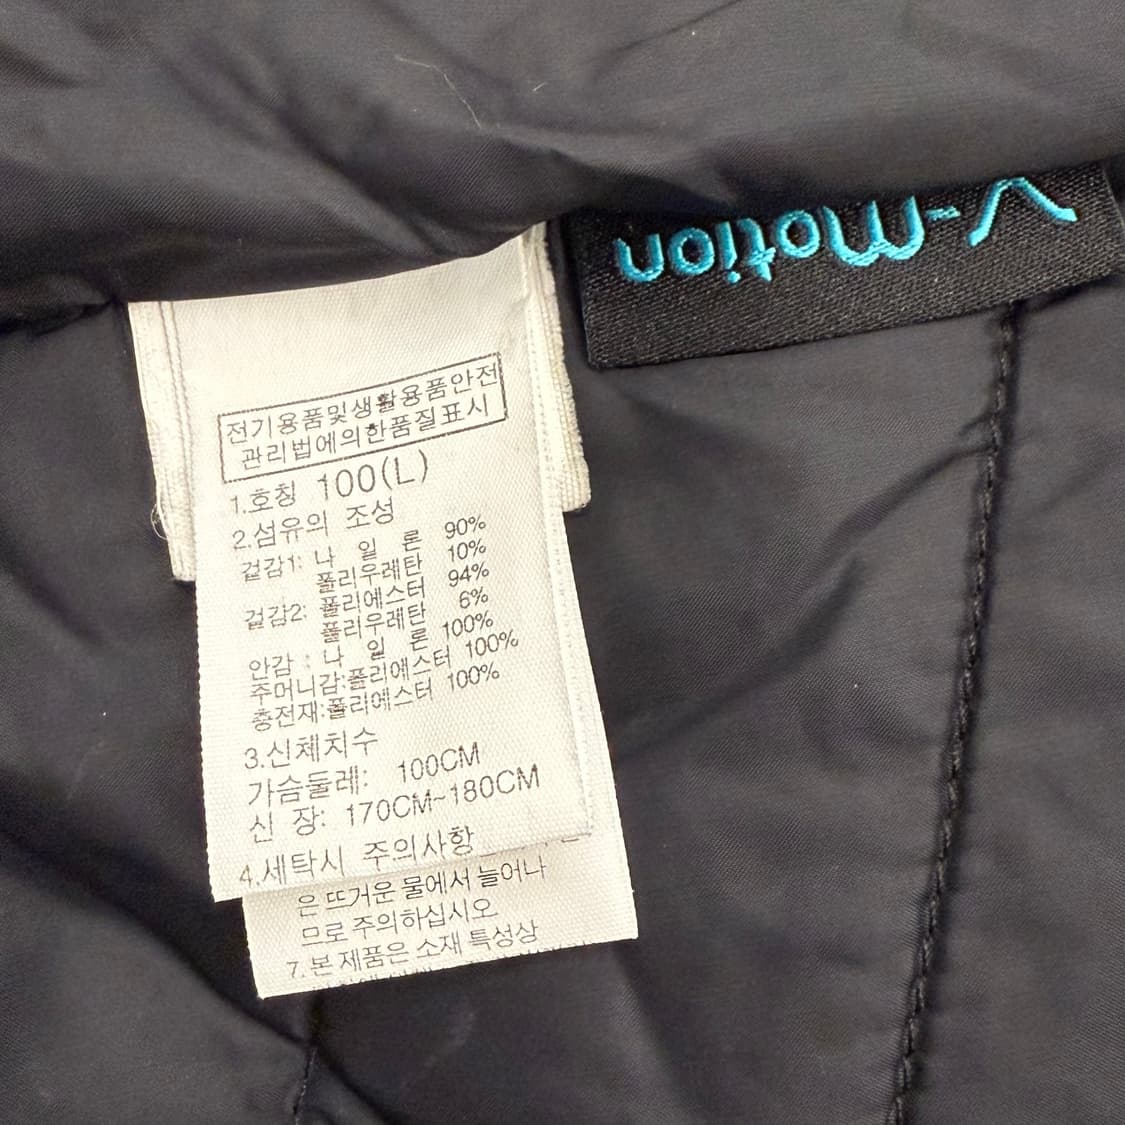 V-Motion
전기용품및생활용품안전
관리법에의한품질표시
1.호칭 100(L)
2.섬유의 조성
겉감1: 나 일 론 90%
폴리우레탄 10%
겉감2: 폴리에스터 94%
폴리우레탄 6%
안감 : 나 일 론 100%
주머니감:폴리에스터 100%
충전재:폴리에스터 100%
3.신체치수
가슴둘레: 100CM
신 장: 170CM~180CM
4.세탁시 주의사항
은 뜨거운 물에서 늘어나
므로 주의하십시오
7.본 제품은 소재 특성상